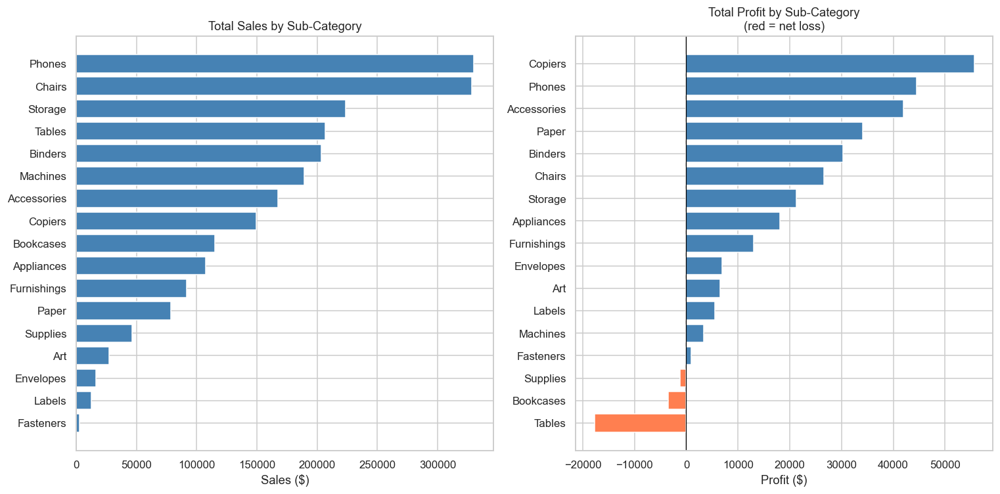 Total Sales by Sub-Category
Phones
Chairs
Storage
Tables
Binders
Machines
Accessories
Copiers
Bookcases
Appliances
Furnishings
Paper
Supplies
Art
Envelopes
Labels
Fasteners
0 50000 100000 150000 200000 250000 300000
Sales ($)
Total Profit by Sub-Category
(red = net loss)
Copiers
Phones
Accessories
Paper
Binders
Chairs
Storage
Appliances
Furnishings
Envelopes
Art
Labels
Machines
Fasteners
Supplies
Bookcases
Tables
−20000 −10000 0 10000 20000 30000 40000 50000
Profit ($)